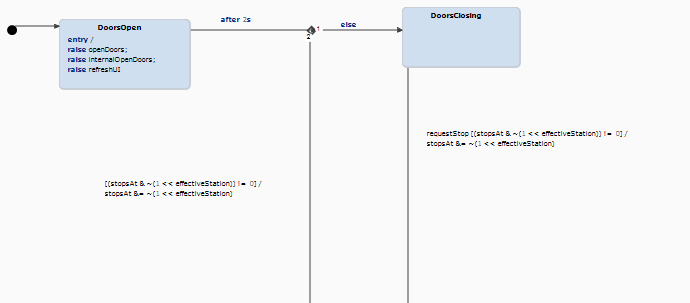 DoorsOpen
entry /
raise openDoors;
raise internalOpenDoors;
raise refreshUI
after 2s
1
2
else
DoorsClosing
requestStop [(stopsAt & ~(1 << effectiveStation)) != 0] /
stopsAt &= ~(1 << effectiveStation)
[(stopsAt & ~(1 << effectiveStation)) != 0] /
stopsAt &= ~(1 << effectiveStation)